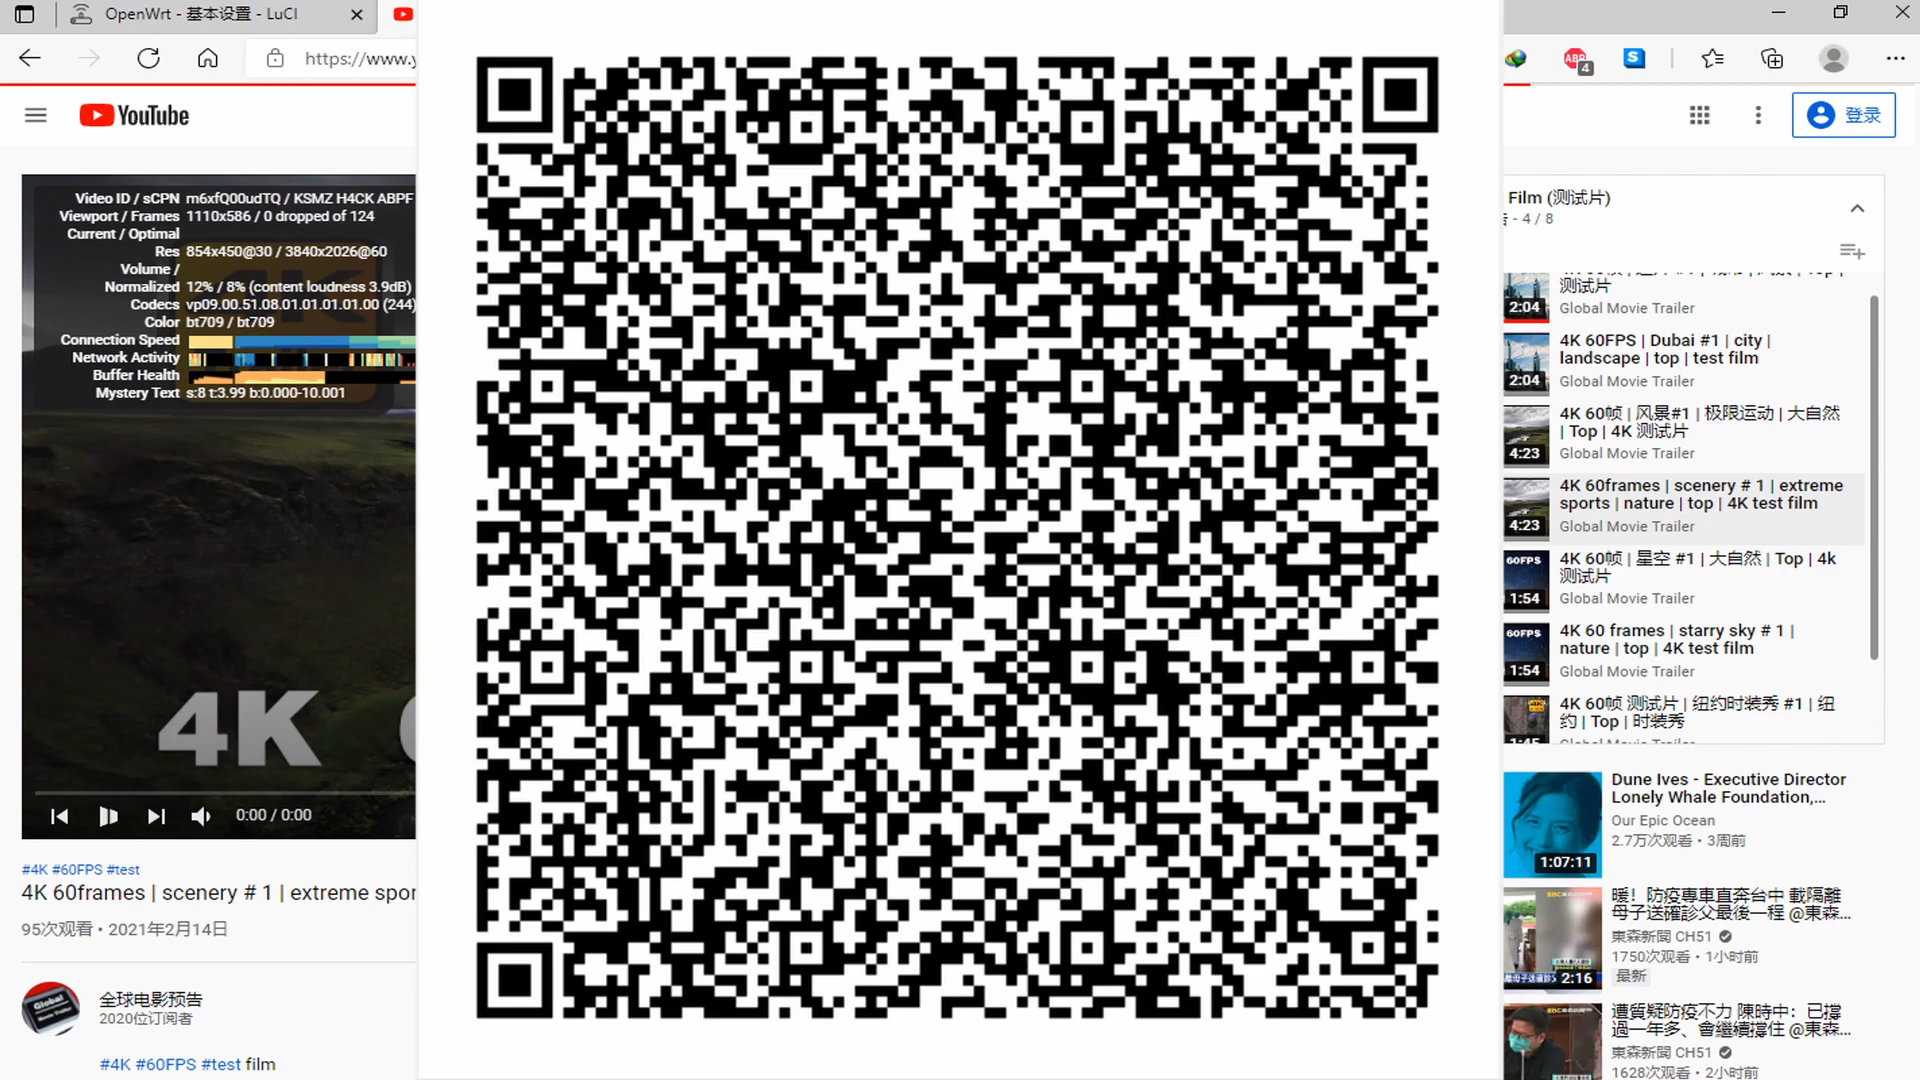 OpenWrt - 基本设置 - LuCI
https://www.y
YouTube
登录
ABP
4
S
Video ID / sCPN m6xfQ00udTQ / KSMZ H4CK ABPF
Viewport / Frames 1110x586 / 0 dropped of 124
Current / Optimal
Res 854x450@30 / 3840x2026@60
Volume /
Normalized 12% / 8% (content loudness 3.9dB)
Codecs vp09.00.51.08.01.01.01.01.00 (244)
Color bt709 / bt709
Connection Speed
Network Activity
Buffer Health
Mystery Text s:8 t:3.99 b:0.000-10.001
4K
0:00 / 0:00
#4K #60FPS #test
4K 60frames | scenery # 1 | extreme spor
95次观看 • 2021年2月14日
Global
全球电影预告
2020位订阅者
#4K #60FPS #test film
Film (测试片)
- 4 / 8
测试片
Global Movie Trailer
2:04
4K 60FPS | Dubai #1 | city |
landscape | top | test film
Global Movie Trailer
2:04
4K 60帧 | 风景#1 | 极限运动 | 大自然
| Top | 4K 测试片
Global Movie Trailer
4:23
4K 60frames | scenery # 1 | extreme
sports | nature | top | 4K test film
Global Movie Trailer
4:23
60FPS
4K 60帧 | 星空 #1 | 大自然 | Top | 4k
测试片
Global Movie Trailer
1:54
60FPS
4K 60 frames | starry sky # 1 |
nature | top | 4K test film
Global Movie Trailer
1:54
4K 60帧 测试片 | 纽约时装秀 #1 | 纽
约 | Top | 时装秀
Dune Ives - Executive Director
Lonely Whale Foundation,...
Our Epic Ocean
2.7万次观看 • 3周前
1:07:11
暖！防疫專車直奔台中 載隔離
母子送確診父最後一程 @東森...
東森新聞 CH51
1750次观看 • 1小时前
最新
2:16
遭質疑防疫不力 陳時中：已撐
過一年多、會繼續撐住 @東森...
東森新聞 CH51
1628次观看 • 2小时前